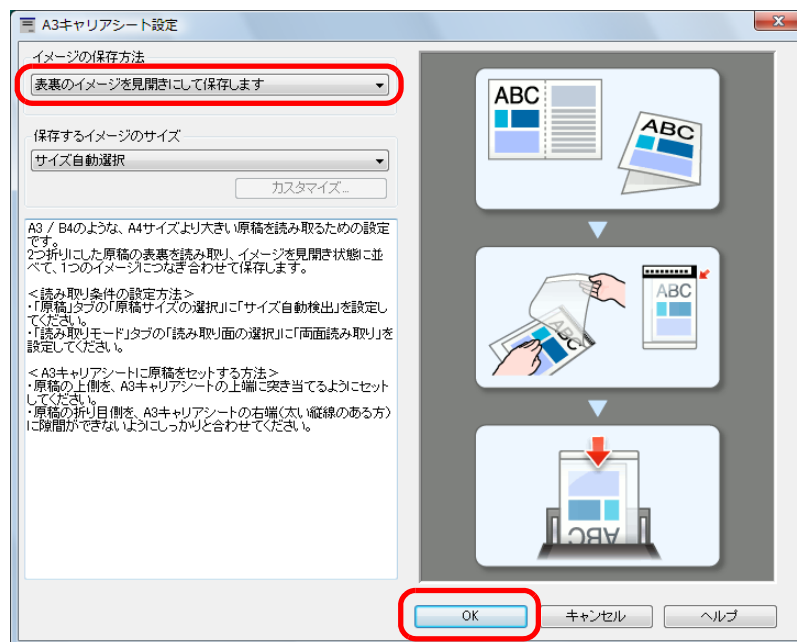 A3キャリアシート設定
イメージの保存方法
表裏のイメージを見開きにして保存します
保存するイメージのサイズ
サイズ自動選択
カスタマイズ...
A3 / B4のような、A4サイズより大きい原稿を読み取るための設定
です。
2つ折りにした原稿の表裏を読み取り、イメージを見開き状態に並
べて、1つのイメージにつなぎ合わせて保存します。
<読み取り条件の設定方法>
・「原稿」タブの「原稿サイズの選択」に「サイズ自動検出」を設定し
てください。
・「読み取りモード」タブの「読み取り面の選択」に「両面読み取り」を
設定してください。
<A3キャリアシートに原稿をセットする方法>
・原稿の上側を、A3キャリアシートの上端に突き当てるようにセット
してください。
・原稿の折り目側を、A3キャリアシートの右端(太い縦線のある方)
に隙間ができないようにしっかりと合わせてください。
ABC
ABC
ABC
ABC
OK
キャンセル
ヘルプ